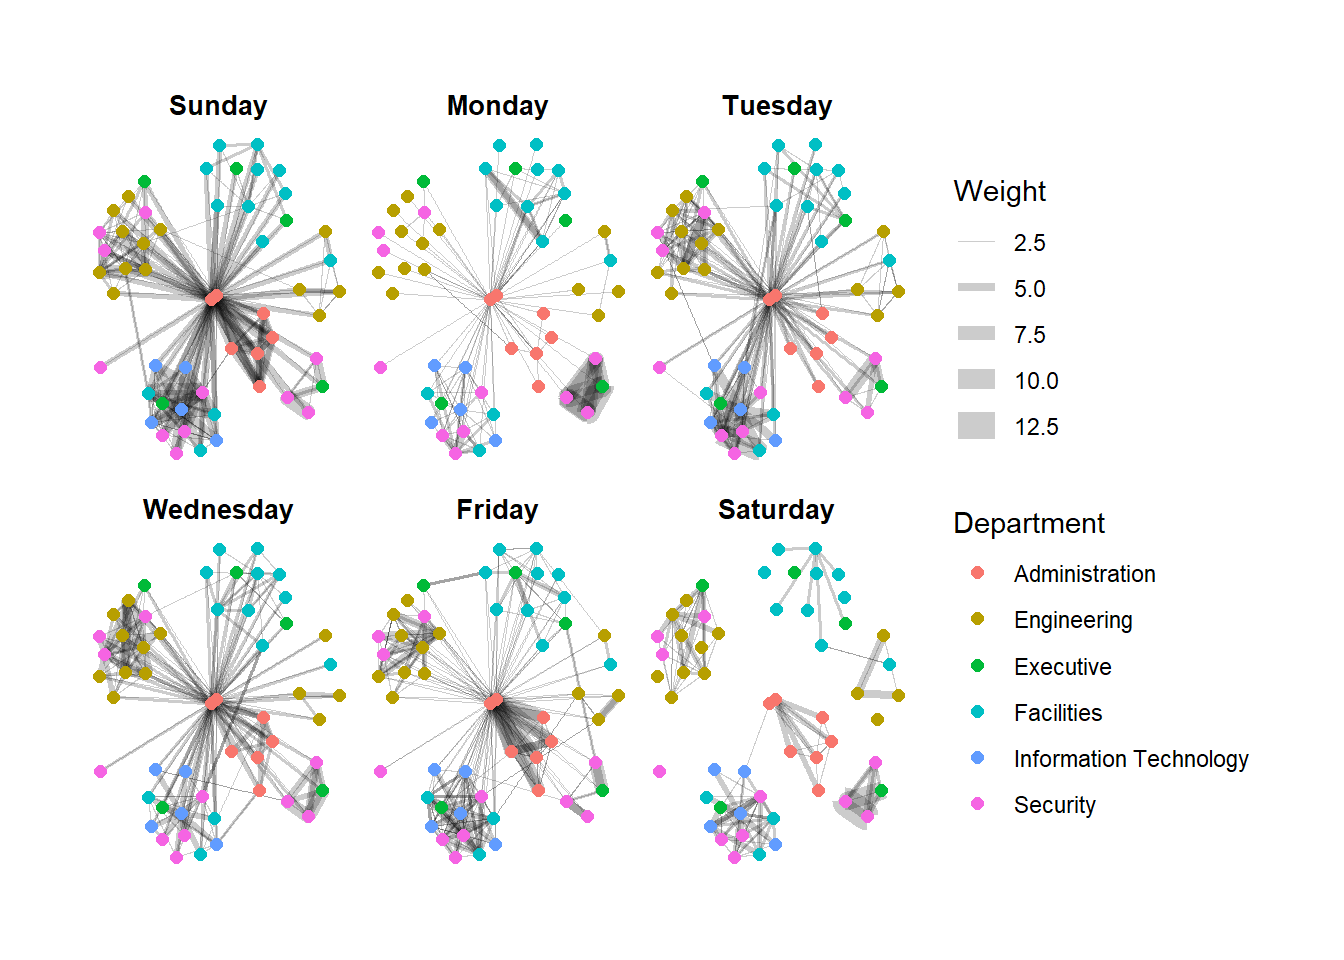 Sunday
Monday
Tuesday
Wednesday
Friday
Saturday
Weight
2.5
5.0
7.5
10.0
12.5
Department
Administration
Engineering
Executive
Facilities
Information Technology
Security